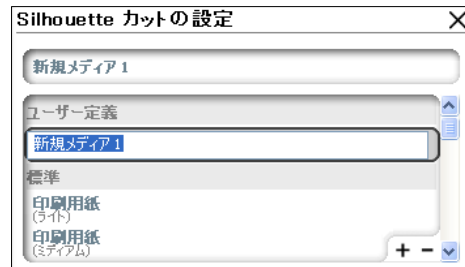 Silhouette カットの設定
新規メディア 1
ユーザー定義
新規メディア 1
標準
印刷用紙
(ライト)
印刷用紙
(ミディアム)